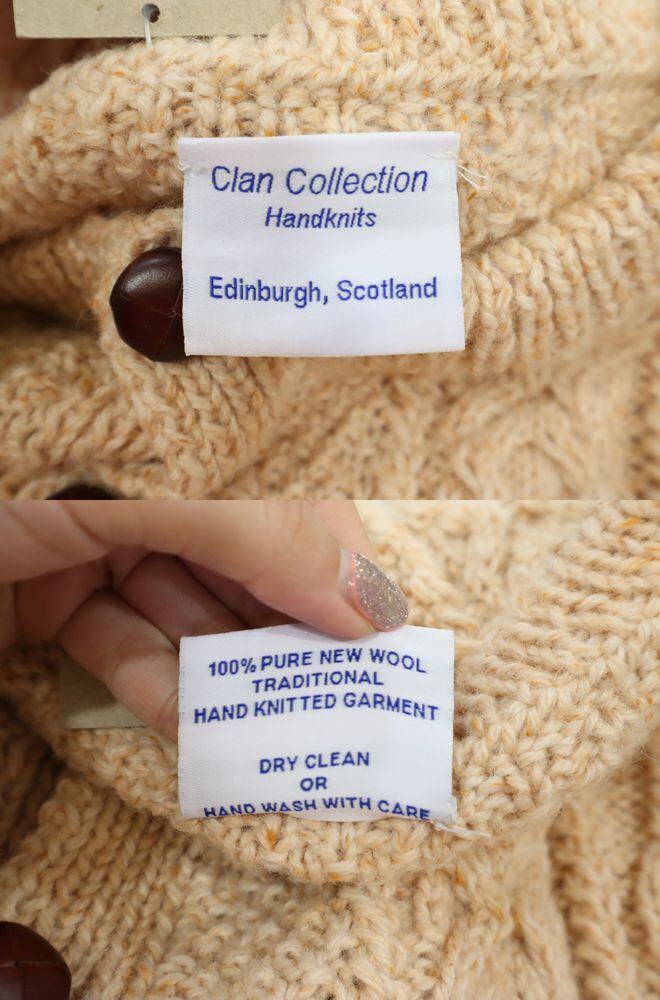 Clan Collection
Handknits
Edinburgh, Scotland
100% PURE NEW WOOL
TRADITIONAL
HAND KNITTED GARMENT
DRY CLEAN
OR
HAND WASH WITH CARE